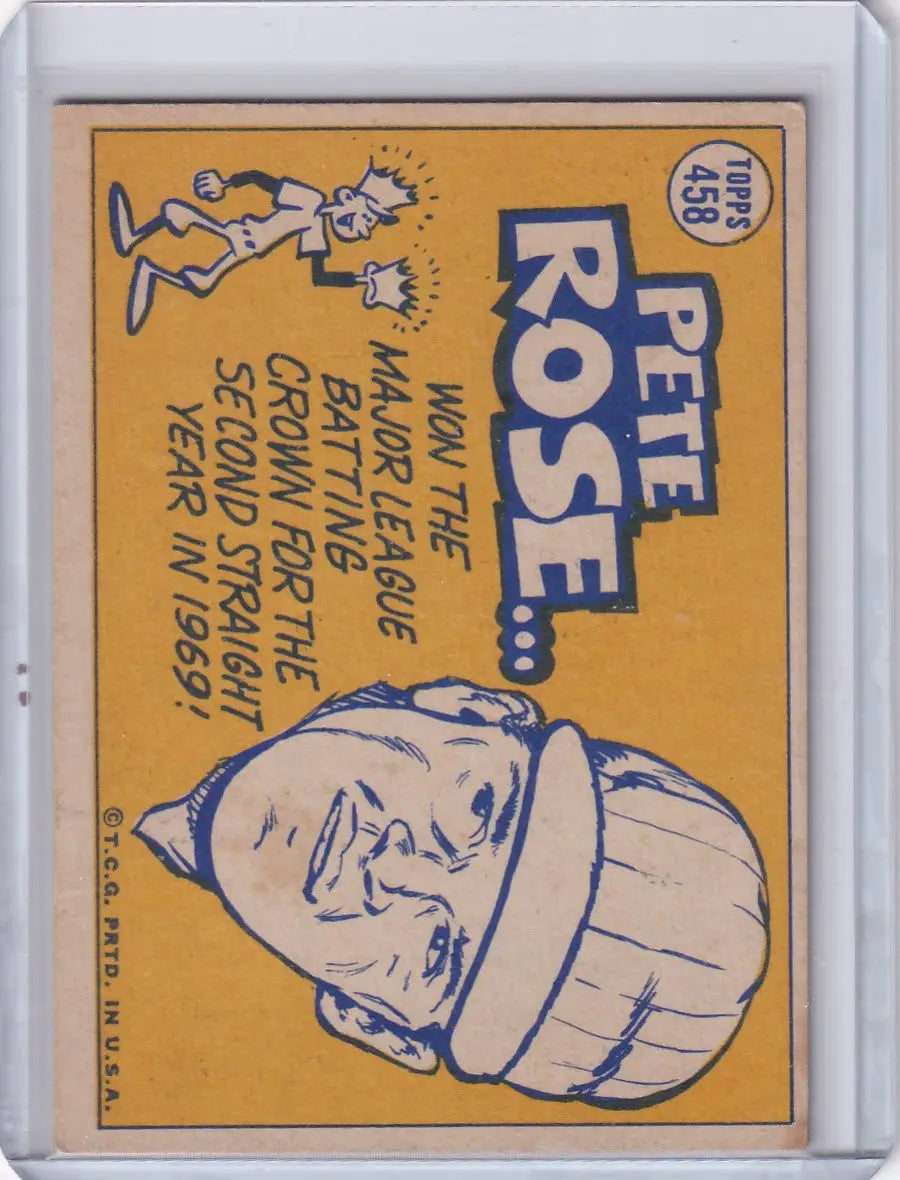 TOPPS
458
PETE
ROSE...
WON THE
MAJOR LEAGUE
BATTING
CROWN FOR THE
SECOND STRAIGHT
YEAR IN 1969!
© T.C.G. PRTD. IN U.S.A.